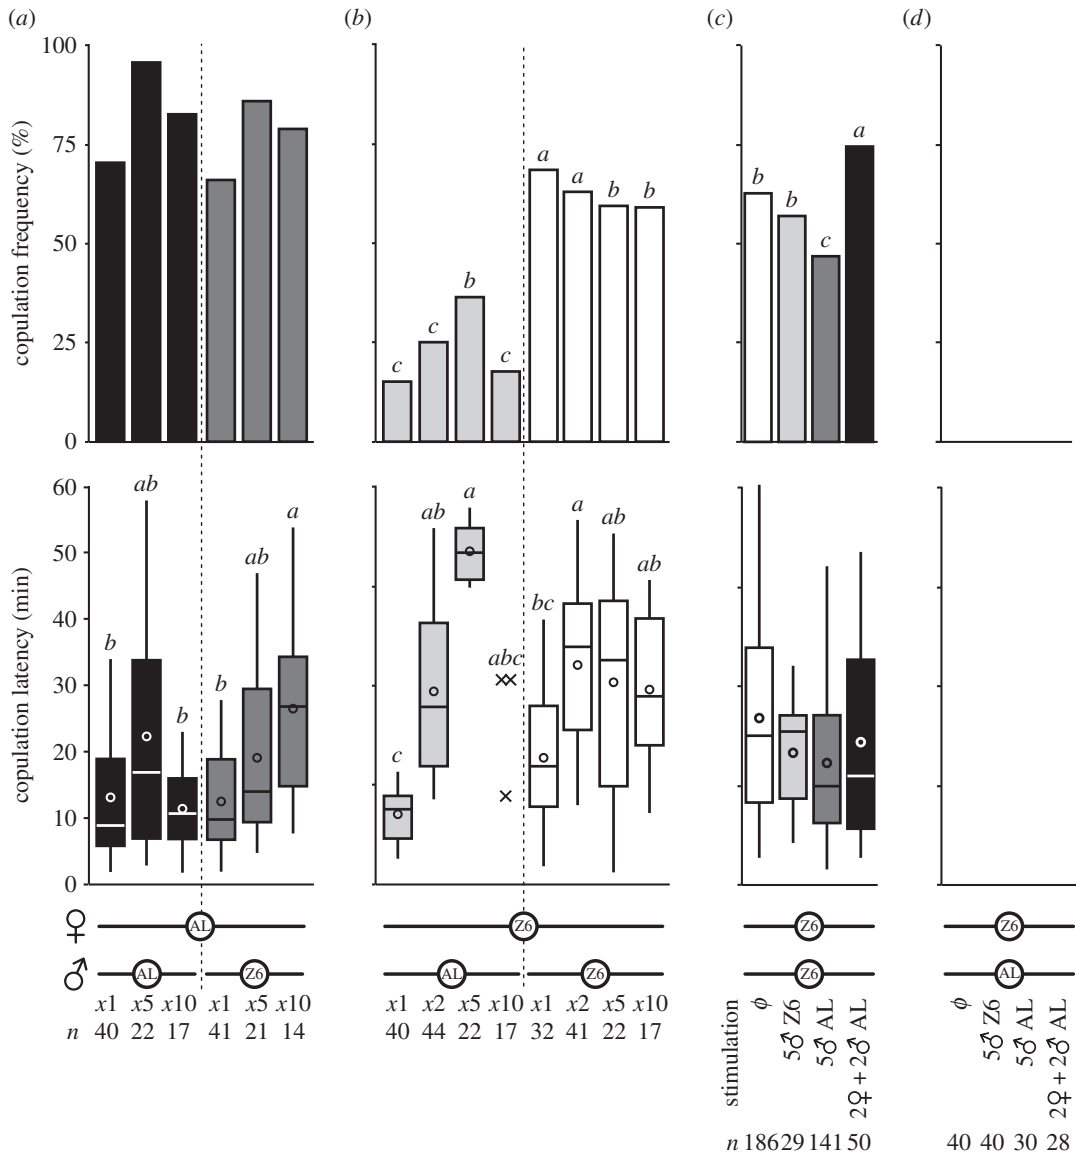 (a) (b) (c) (d)
copulation frequency (%)
100
75
50
25
0
c c b c a a b b
b b c a
copulation latency (min)
60
50
40
30
20
10
0
b ab b b ab a
c ab a abc bc a ab ab
♀ AL Z6 Z6 Z6
♂ AL Z6 AL Z6 Z6 AL
x1 x5 x10 x1 x5 x10 x1 x2 x5 x10 x1 x2 x5 x10
n 40 22 17 41 21 14 40 44 22 17 32 41 22 17
stimulation ϕ 5♂ Z6 5♂ AL 2♀ + 2♂ AL ϕ 5♂ Z6 5♂ AL 2♀ + 2♂ AL
n 186 29 141 50 40 40 30 28